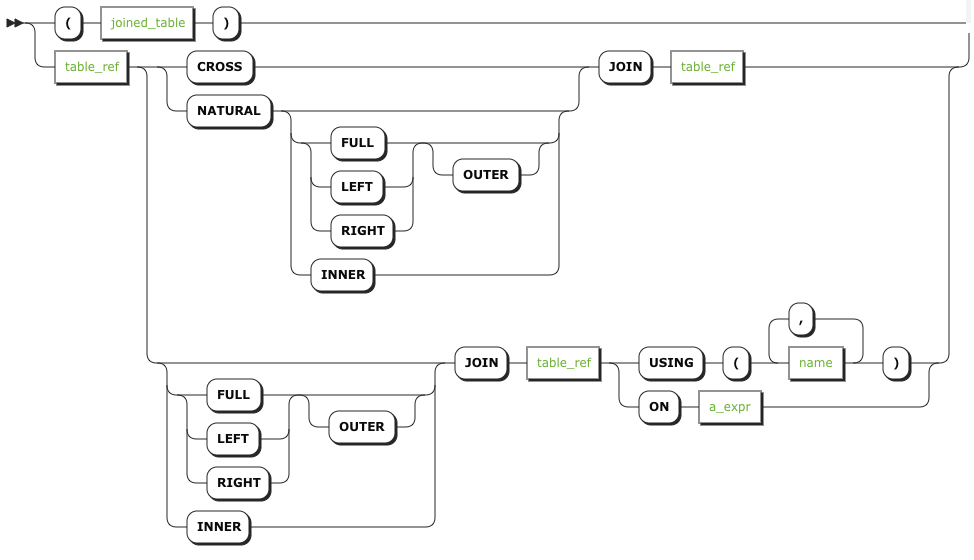 ( joined_table )
table_ref CROSS JOIN table_ref
NATURAL
FULL
OUTER
LEFT
RIGHT
INNER
,
JOIN table_ref USING ( name )
FULL
ON a_expr
OUTER
LEFT
RIGHT
INNER